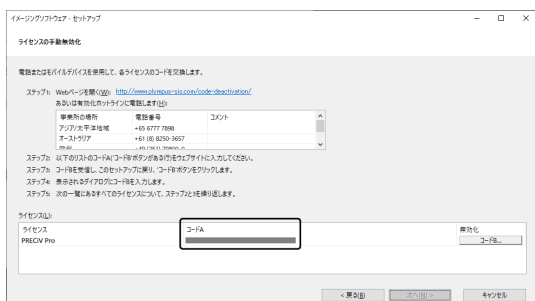 イメージングソフトウェア - セットアップ
ライセンスの手動無効化
電話またはモバイルデバイスを使用して、各ライセンスのコードを交換します。
ステップ1: Webページを開く(W): http://www.olympus-sis.com/code-deactivation/
あるいは有効化ホットラインに電話します(H):
事業所の場所 電話番号 コメント
アジア/太平洋地域 +65 6777 7898
オーストラリア +61 (8) 8250-3657
ステップ2: 以下のリストのコードA('コードB'ボタンがある行)をウェブサイトに入力してください。
ステップ3: コードBを受信し、このセットアップに戻り、'コードB'ボタンをクリックします。
ステップ4: 表示されるダイアログにコードBを入力します。
ステップ5: 次の一覧にあるすべてのライセンスについて、ステップ2と3を繰り返します。
ライセンス(L):
ライセンス コードA 無効化
PRECiV Pro コードB...
< 戻る(B) 次へ(N) > キャンセル